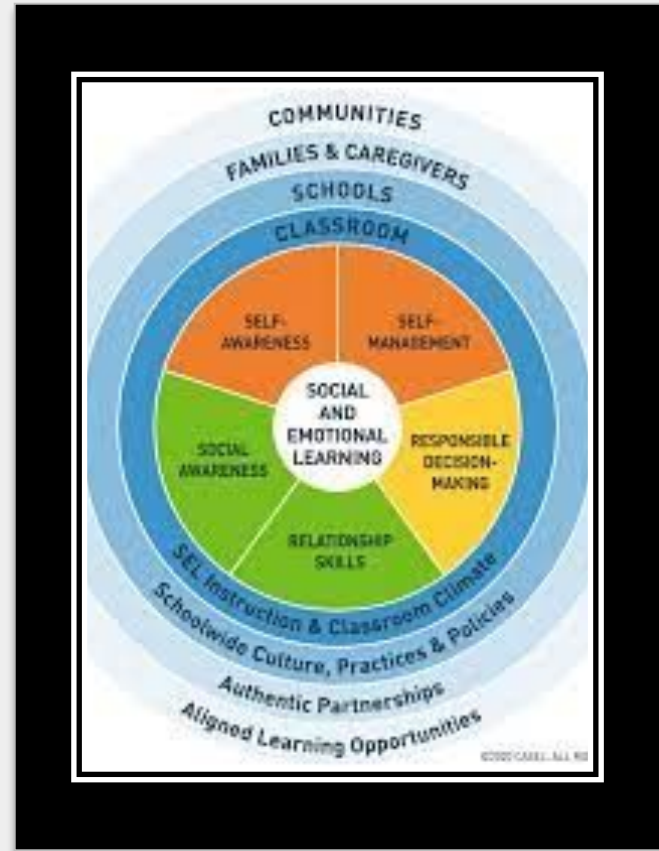 COMMUNITIES
FAMILIES & CAREGIVERS
SCHOOLS
CLASSROOM
SELF-
AWARENESS
SELF-
MANAGEMENT
SOCIAL
AND
EMOTIONAL
LEARNING
SOCIAL
AWARENESS
RESPONSIBLE
DECISION-
MAKING
RELATIONSHIP
SKILLS
SEL Instruction & Classroom Climate
Schoolwide Culture, Practices & Policies
Authentic Partnerships
Aligned Learning Opportunities